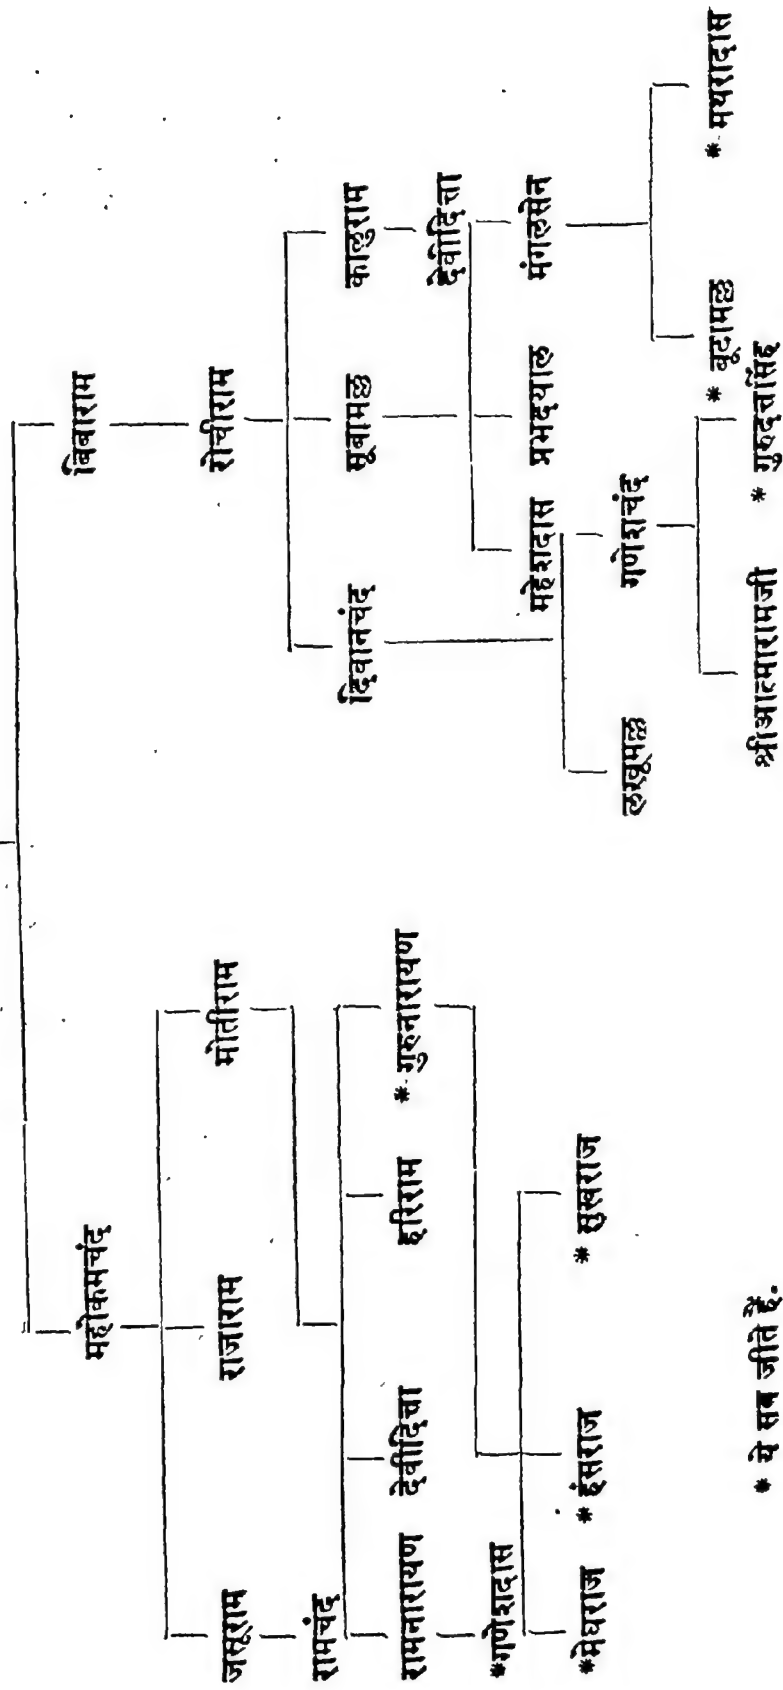 महोकमचंद बिबाराम
जसूराम राजाराम मोतीराम रोचीराम
रामचंद दिवानचंद सूबामल्ल कालुराम
रामनारायण देवीदित्ता हरिराम * गुरुनारायण देवीदित्ता
*गणेशदास महेशदास प्रभदयाल मंगलसेन
*मेघराज * हंसराज * सुखराज लखूमल्ल गणेशचंद
* बूटामल्ल * मथरादास
श्रीआत्मारामजी * गुरुदत्तसिंह
* ये सब जीते हैं.